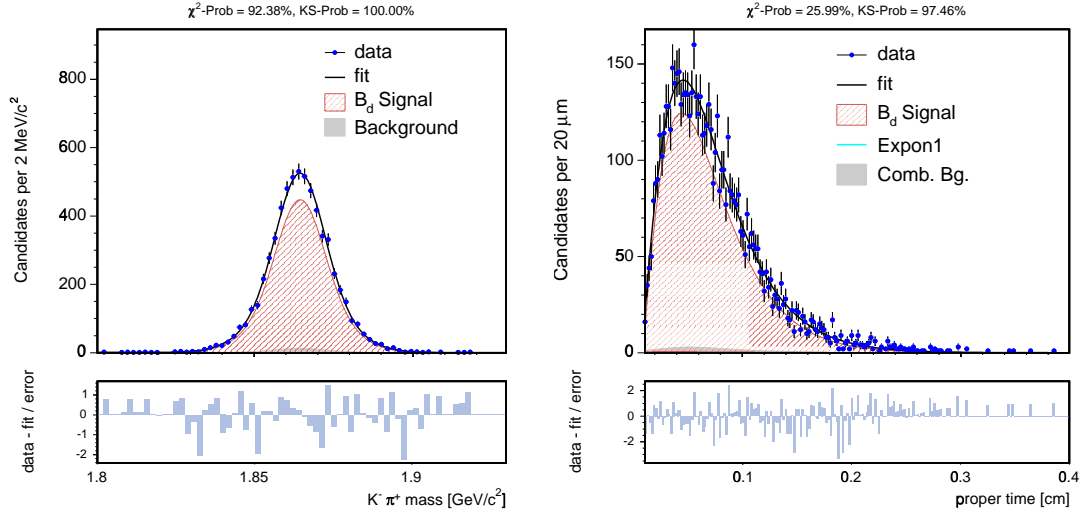 χ²-Prob = 92.38%, KS-Prob = 100.00%
Candidates per 2 MeV/c²
800
600
400
200
0
data
fit
B_d Signal
Background
data - fit / error
1
0
-1
-2
1.8
1.85
1.9
K⁻ π⁺ mass [GeV/c²]
χ²-Prob = 25.99%, KS-Prob = 97.46%
Candidates per 20 μm
150
100
50
0
data
fit
B_d Signal
Expon1
Comb. Bg.
data - fit / error
2
0
-2
0.1
0.2
0.3
0.4
proper time [cm]